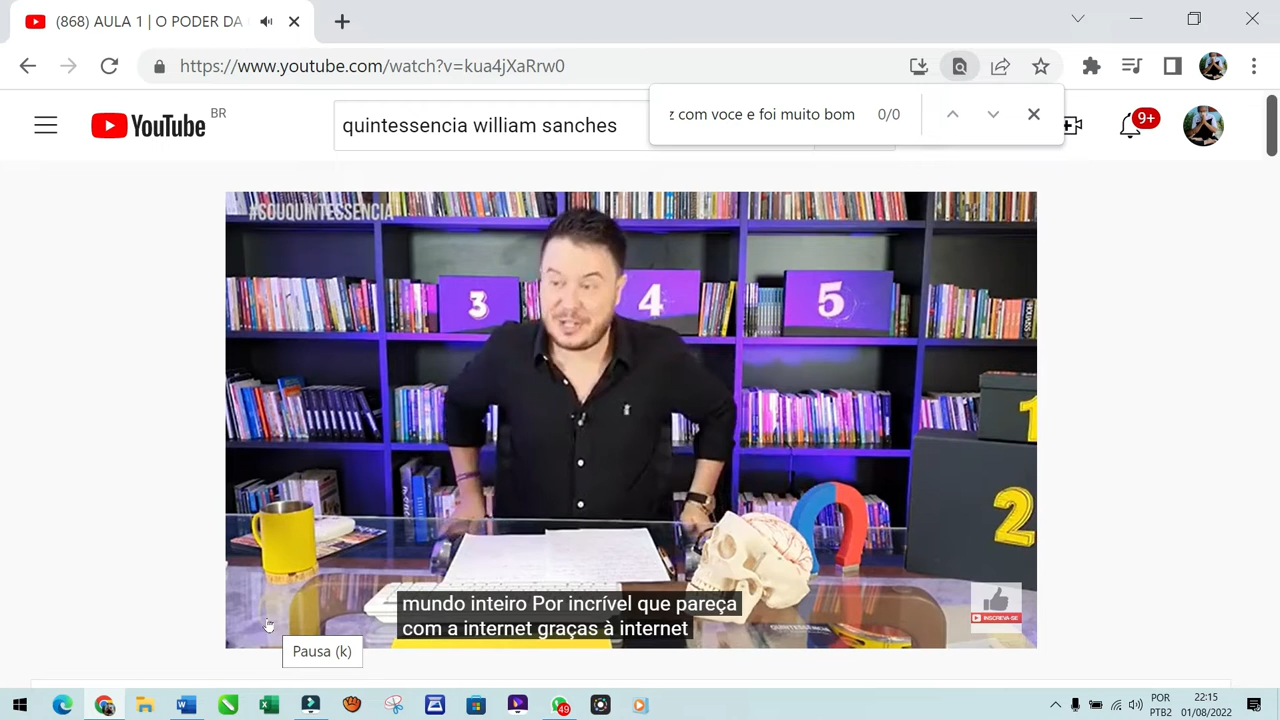 (868) AULA 1 | O PODER DA
https://www.youtube.com/watch?v=kua4jXaRrw0
z com voce e foi muito bom 0/0
YouTube BR
quintessencia william sanches
9+
#SOUQUINTESSENCIA
3
4
5
1
2
mundo inteiro Por incrível que pareça
com a internet graças à internet
INSCREVA-SE
Pausa (k)
49
POR
PTB2
22:15
01/08/2022